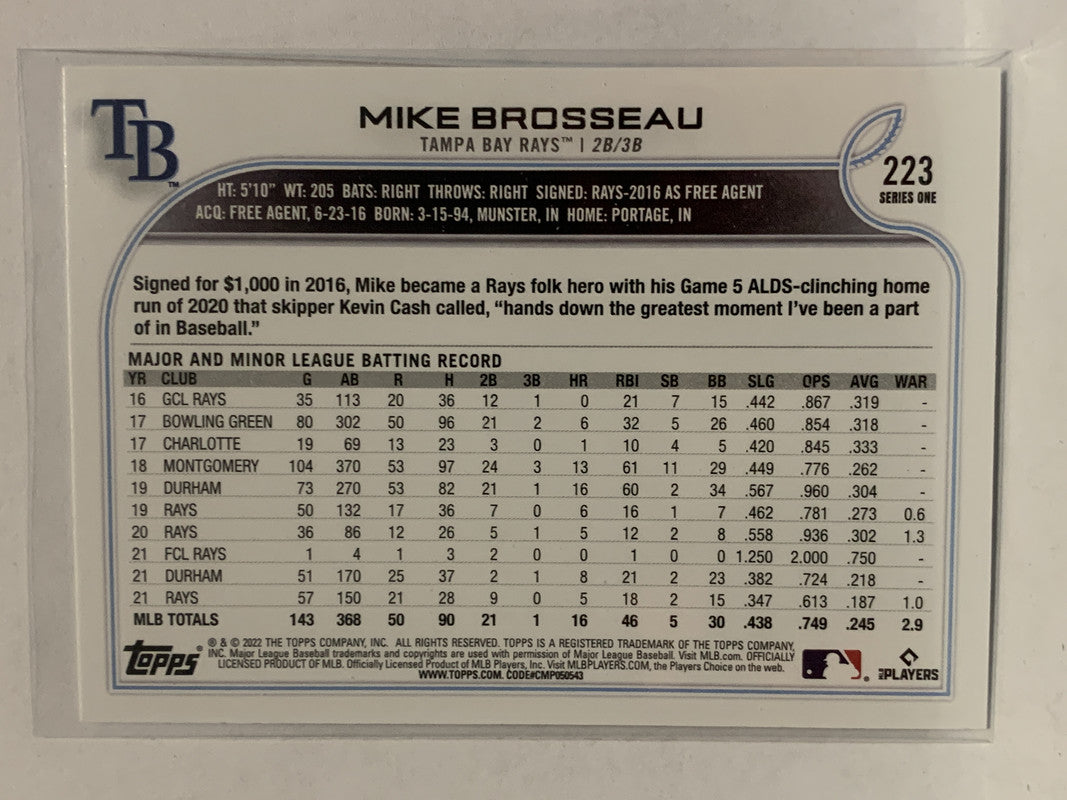 TB™
MIKE BROSSEAU
TAMPA BAY RAYS™ | 2B/3B
223
SERIES ONE
HT: 5'10" WT: 205 BATS: RIGHT THROWS: RIGHT SIGNED: RAYS-2016 AS FREE AGENT
ACQ: FREE AGENT, 6-23-16 BORN: 3-15-94, MUNSTER, IN HOME: PORTAGE, IN
Signed for $1,000 in 2016, Mike became a Rays folk hero with his Game 5 ALDS-clinching home
run of 2020 that skipper Kevin Cash called, “hands down the greatest moment I’ve been a part
of in Baseball.”
MAJOR AND MINOR LEAGUE BATTING RECORD
YR CLUB G AB R H 2B 3B HR RBI SB BB SLG OPS AVG WAR
16 GCL RAYS 35 113 20 36 12 1 0 21 7 15 .442 .867 .319 -
17 BOWLING GREEN 80 302 50 96 21 2 6 32 5 26 .460 .854 .318 -
17 CHARLOTTE 19 69 13 23 3 0 1 10 4 5 .420 .845 .333 -
18 MONTGOMERY 104 370 53 97 24 3 13 61 11 29 .449 .776 .262 -
19 DURHAM 73 270 53 82 21 1 16 60 2 34 .567 .960 .304 -
19 RAYS 50 132 17 36 7 0 6 16 1 7 .462 .781 .273 0.6
20 RAYS 36 86 12 26 5 1 5 12 2 8 .558 .936 .302 1.3
21 FCL RAYS 1 4 1 3 2 0 0 1 0 0 1.250 2.000 .750 -
21 DURHAM 51 170 25 37 2 1 8 21 2 23 .382 .724 .218 -
21 RAYS 57 150 21 28 9 0 5 18 2 15 .347 .613 .187 1.0
MLB TOTALS 143 368 50 90 21 1 16 46 5 30 .438 .749 .245 2.9
topps®
® & © 2022 THE TOPPS COMPANY, INC. ALL RIGHTS RESERVED. TOPPS IS A REGISTERED TRADEMARK OF THE TOPPS COMPANY,
INC. Major League Baseball trademarks and copyrights are used with permission of Major League Baseball. Visit MLB.com. OFFICIALLY
LICENSED PRODUCT OF MLB. Officially Licensed Product of MLB Players, Inc. Visit MLBPLAYERS.COM, the Players Choice on the web.
WWW.TOPPS.COM. CODE#CMP050543
®
MLB PLAYERS